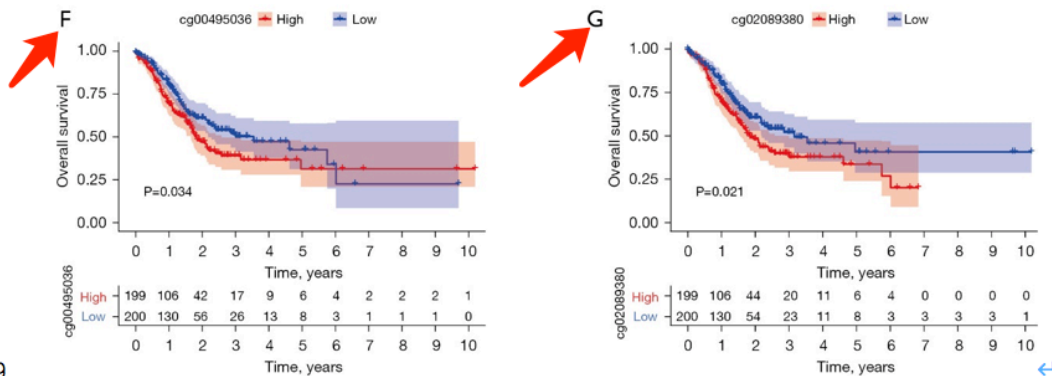 F
cg00495036 High Low
1.00
0.75
0.50
0.25
0.00
Overall survival
P=0.034
0 1 2 3 4 5 6 7 8 9 10
Time, years
cg00495036
High 199 106 42 17 9 6 4 2 2 2 1
Low 200 130 56 26 13 8 3 1 1 1 0
0 1 2 3 4 5 6 7 8 9 10
Time, years
G
cg02089380 High Low
1.00
0.75
0.50
0.25
0.00
Overall survival
P=0.021
0 1 2 3 4 5 6 7 8 9 10
Time, years
cg02089380
High 199 106 44 20 11 6 4 0 0 0 0
Low 200 130 54 23 11 8 3 3 3 3 1
0 1 2 3 4 5 6 7 8 9 10
Time, years